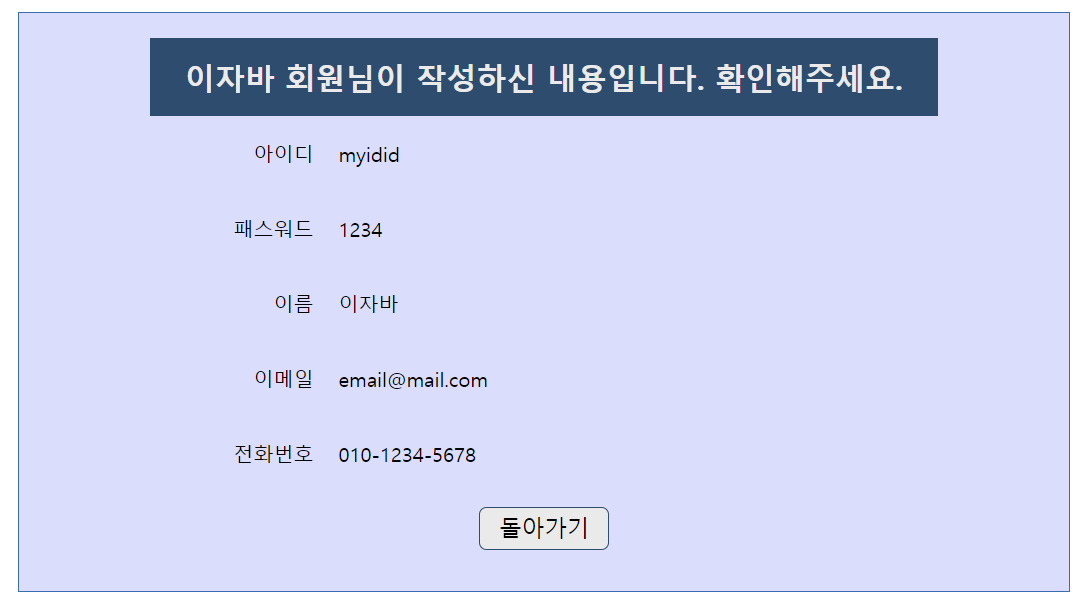 이자바 회원님이 작성하신 내용입니다. 확인해주세요.
아이디 myidid
패스워드 1234
이름 이자바
이메일 email@mail.com
전화번호 010-1234-5678
돌아가기